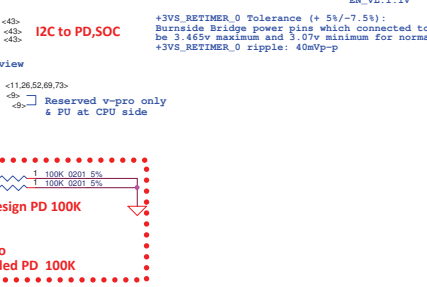 EN_VL:1.1V
<43>
<43>
<43>
I2C to PD,SOC
+3VS_RETIMER_0 Tolerance (+ 5%/-7.5%):
Burnside Bridge power pins which connected to
be 3.465v maximum and 3.07v minimum for norma
+3VS_RETIMER_0 ripple: 40mVp-p
view
<11,26,52,69,73>
<9>
<9>
Reserved v-pro only
& PU at CPU side
1 100K 0201 5%
1 100K 0201 5%
esign PD 100K
o
led PD 100K